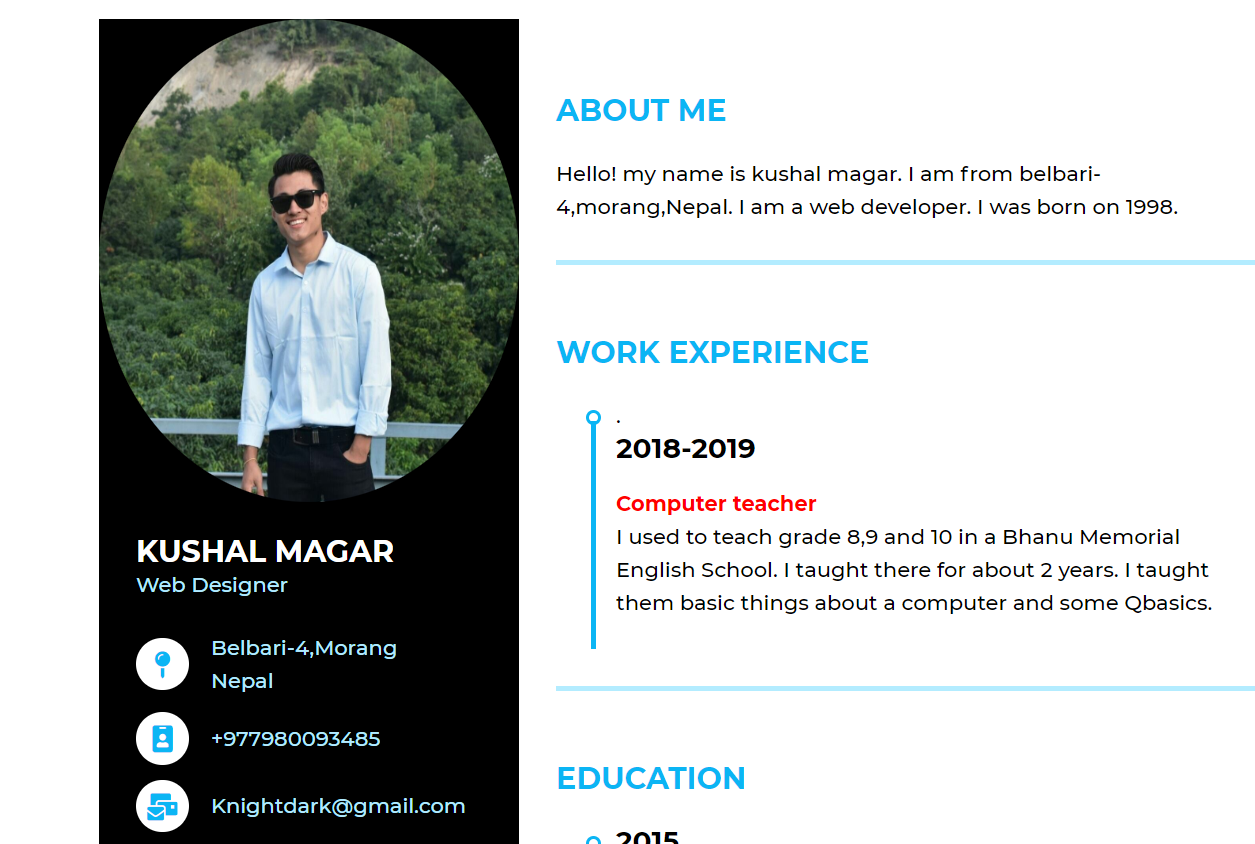 KUSHAL MAGAR
Web Designer
Belbari-4,Morang
Nepal
+977980093485
Knightdark@gmail.com
ABOUT ME
Hello! my name is kushal magar. I am from belbari-
4,morang,Nepal. I am a web developer. I was born on 1998.
WORK EXPERIENCE
.
2018-2019
Computer teacher
I used to teach grade 8,9 and 10 in a Bhanu Memorial
English School. I taught there for about 2 years. I taught
them basic things about a computer and some Qbasics.
EDUCATION
2015